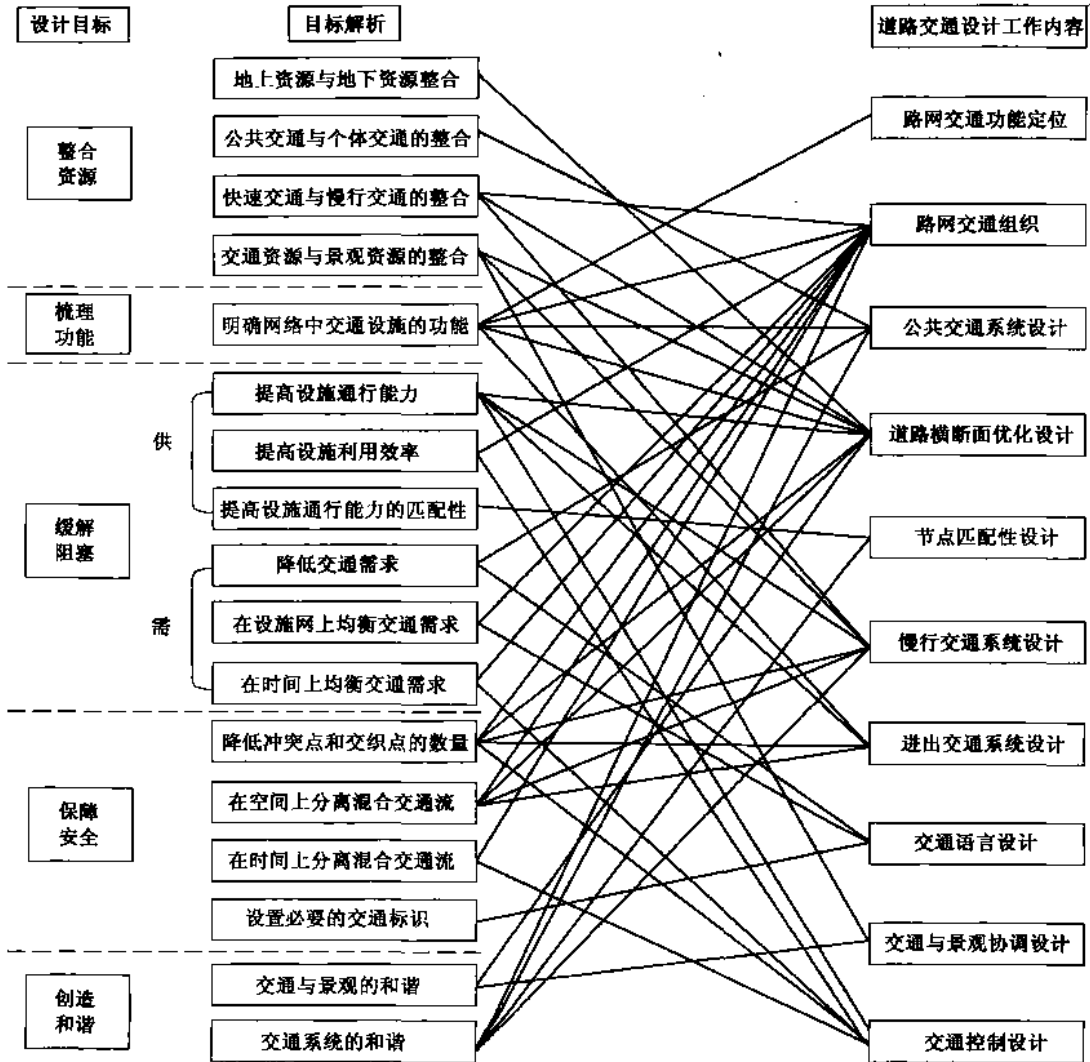 设计目标
目标解析
道路交通设计工作内容
整合
资源
地上资源与地下资源整合
公共交通与个体交通的整合
快速交通与慢行交通的整合
交通资源与景观资源的整合
梳理
功能
明确网络中交通设施的功能
缓解
阻塞
供
提高设施通行能力
提高设施利用效率
提高设施通行能力的匹配性
需
降低交通需求
在设施网上均衡交通需求
在时间上均衡交通需求
保障
安全
降低冲突点和交织点的数量
在空间上分离混合交通流
在时间上分离混合交通流
设置必要的交通标识
创造
和谐
交通与景观的和谐
交通系统的和谐
路网交通功能定位
路网交通组织
公共交通系统设计
道路横断面优化设计
节点匹配性设计
慢行交通系统设计
进出交通系统设计
交通语言设计
交通与景观协调设计
交通控制设计